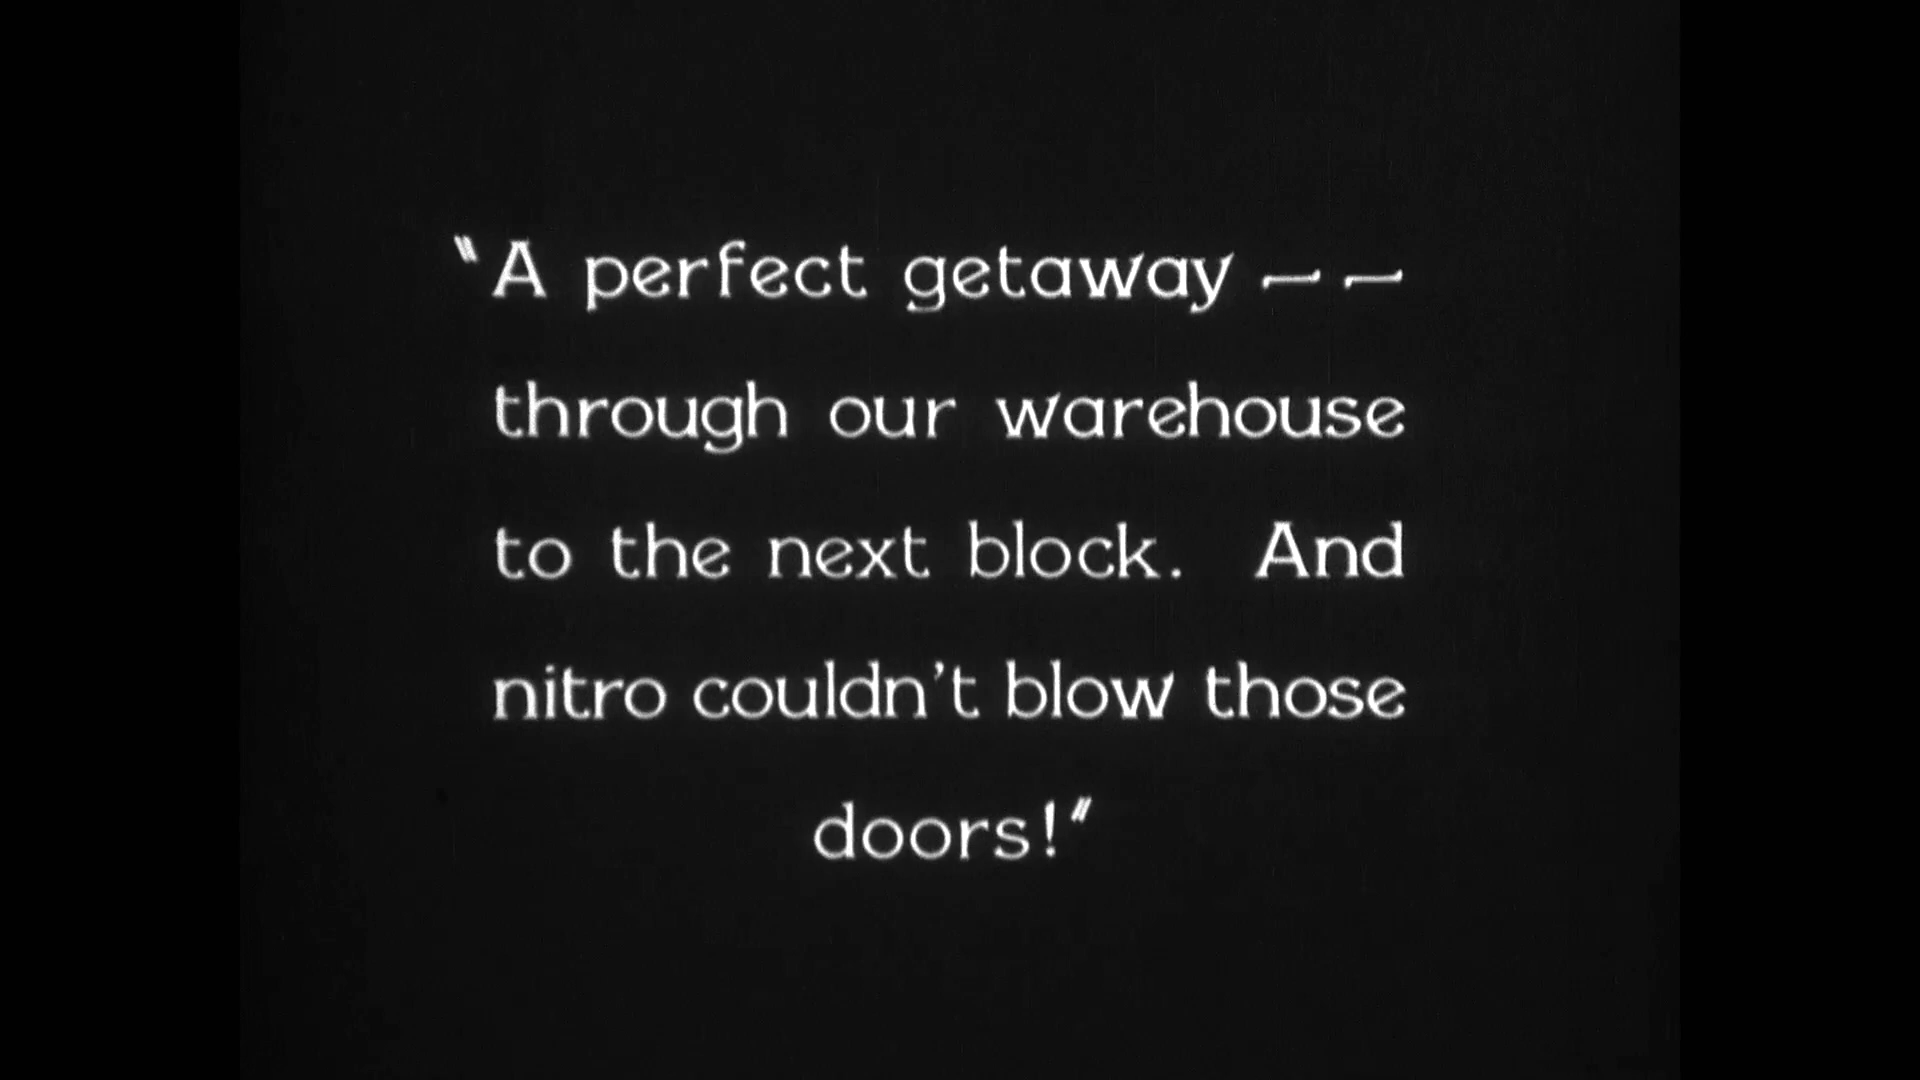 "A perfect getaway – –
through our warehouse
to the next block. And
nitro couldn't blow those
doors!"